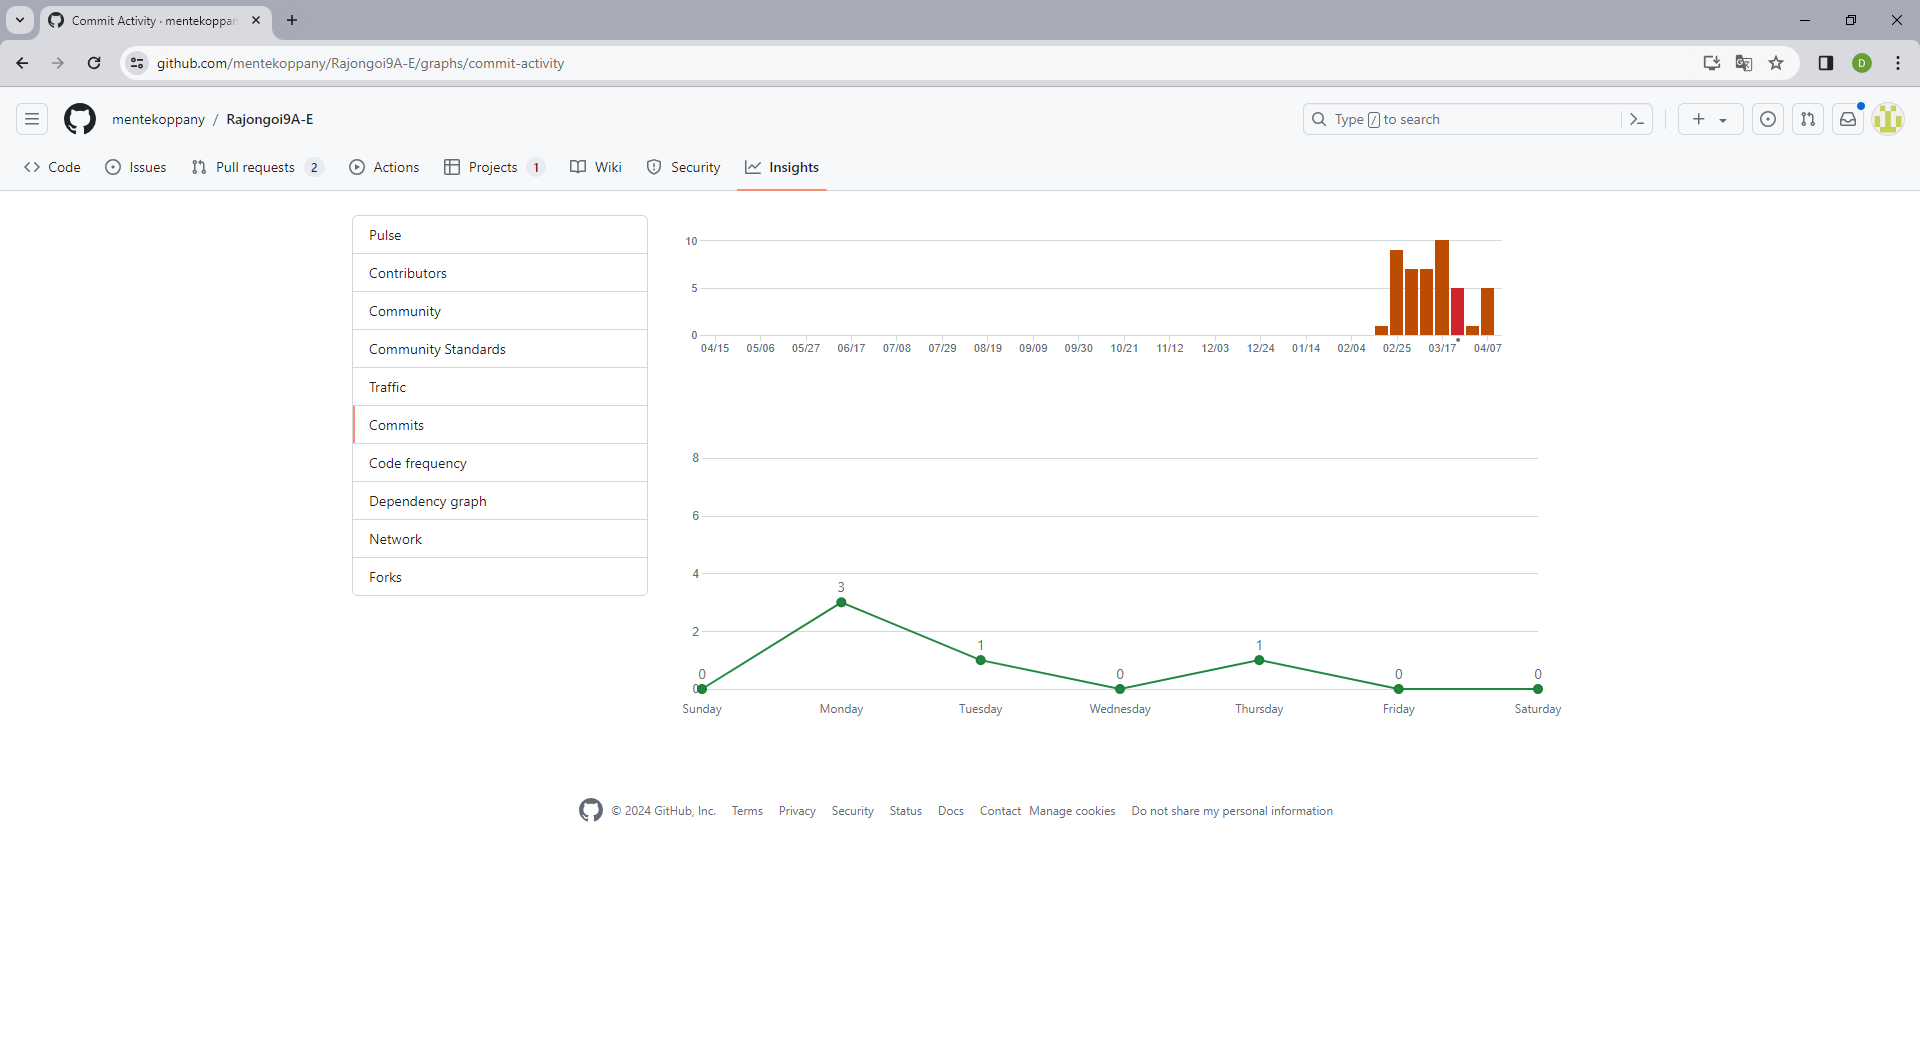 Commit Activity · mentekoppan
github.com/mentekoppany/Rajongoi9A-E/graphs/commit-activity
D
mentekoppany / Rajongoi9A-E
Type / to search
Code
Issues
Pull requests 2
Actions
Projects 1
Wiki
Security
Insights
Pulse
Contributors
Community
Community Standards
Traffic
Commits
Code frequency
Dependency graph
Network
Forks
10
5
0
04/15 05/06 05/27 06/17 07/08 07/29 08/19 09/09 09/30 10/21 11/12 12/03 12/24 01/14 02/04 02/25 03/17 04/07
8
6
4
3
2
1 1
0 0 0 0
0
Sunday Monday Tuesday Wednesday Thursday Friday Saturday
© 2024 GitHub, Inc. Terms Privacy Security Status Docs Contact Manage cookies Do not share my personal information